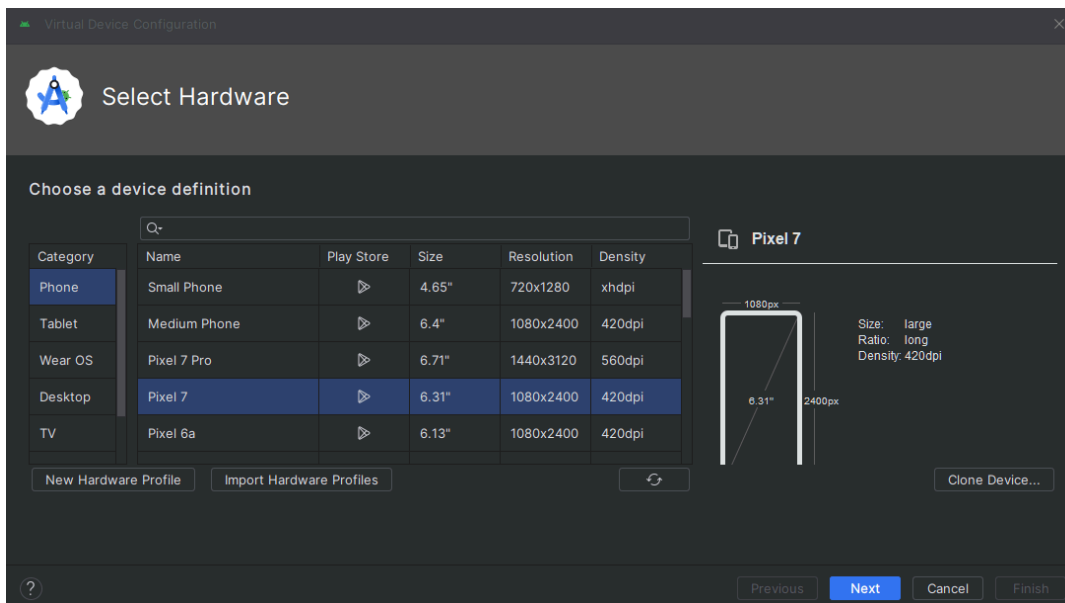 Virtual Device Configuration
Select Hardware
Choose a device definition
Category
Phone
Tablet
Wear OS
Desktop
TV
Name Play Store Size Resolution Density
Small Phone 4.65" 720x1280 xhdpi
Medium Phone 6.4" 1080x2400 420dpi
Pixel 7 Pro 6.71" 1440x3120 560dpi
Pixel 7 6.31" 1080x2400 420dpi
Pixel 6a 6.13" 1080x2400 420dpi
New Hardware Profile Import Hardware Profiles
Pixel 7
1080px
6.31"
2400px
Size: large
Ratio: long
Density: 420dpi
Clone Device...
? Previous Next Cancel Finish